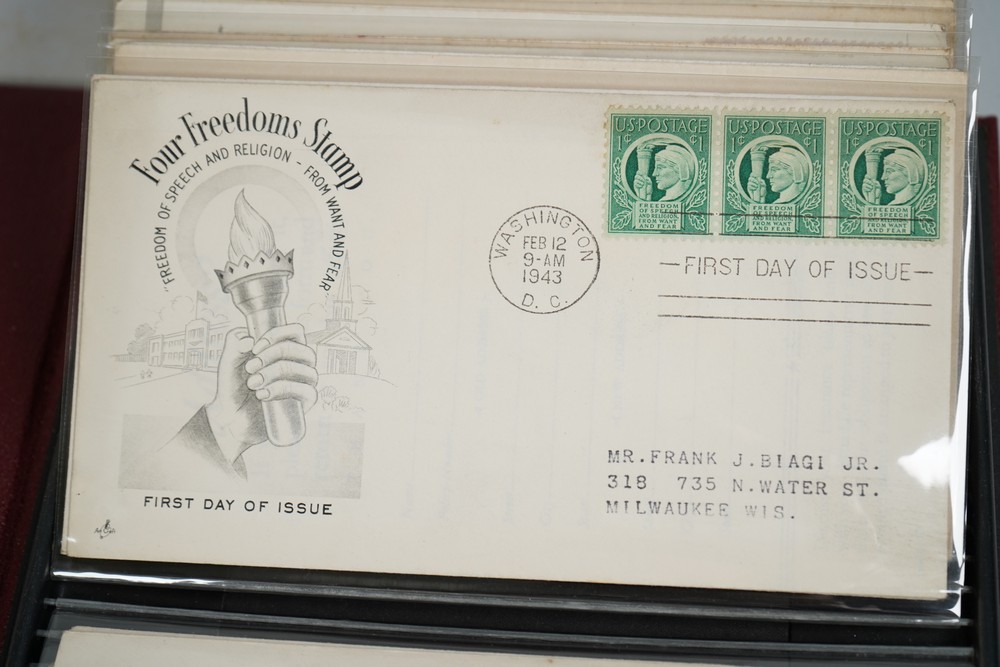 Four Freedoms Stamp
"FREEDOM OF SPEECH AND RELIGION - FROM WANT AND FEAR"
FIRST DAY OF ISSUE
Art Craft
WASHINGTON
FEB 12
9-AM
1943
D. C.
U.S.POSTAGE
1¢ ¢1
FREEDOM
OF SPEECH
AND RELIGION,
FROM WANT
AND FEAR
U.S.POSTAGE
1¢ ¢1
FREEDOM
OF SPEECH
AND RELIGION,
FROM WANT
AND FEAR
U.S.POSTAGE
1¢ ¢1
FREEDOM
OF SPEECH
AND RELIGION,
FROM WANT
AND FEAR
—FIRST DAY OF ISSUE—
MR.FRANK J.BIAGI JR.
318 735 N.WATER ST.
MILWAUKEE WIS.